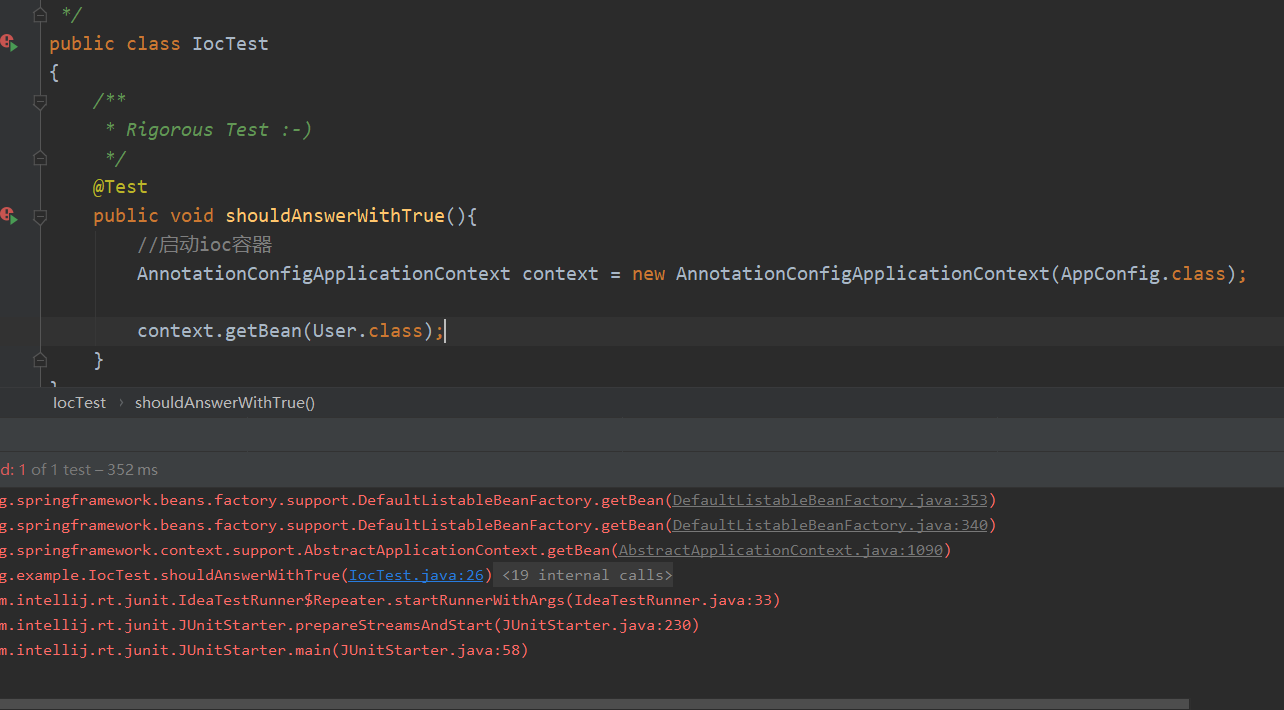 */
public class IocTest
{
/**
* Rigorous Test :-)
*/
@Test
public void shouldAnswerWithTrue(){
//启动ioc容器
AnnotationConfigApplicationContext context = new AnnotationConfigApplicationContext(AppConfig.class);
context.getBean(User.class);
}
IocTest › shouldAnswerWithTrue()
d: 1 of 1 test – 352 ms
g.springframework.beans.factory.support.DefaultListableBeanFactory.getBean(DefaultListableBeanFactory.java:353)
g.springframework.beans.factory.support.DefaultListableBeanFactory.getBean(DefaultListableBeanFactory.java:340)
g.springframework.context.support.AbstractApplicationContext.getBean(AbstractApplicationContext.java:1090)
g.example.IocTest.shouldAnswerWithTrue(IocTest.java:26) <19 internal calls>
m.intellij.rt.junit.IdeaTestRunner$Repeater.startRunnerWithArgs(IdeaTestRunner.java:33)
m.intellij.rt.junit.JUnitStarter.prepareStreamsAndStart(JUnitStarter.java:230)
m.intellij.rt.junit.JUnitStarter.main(JUnitStarter.java:58)